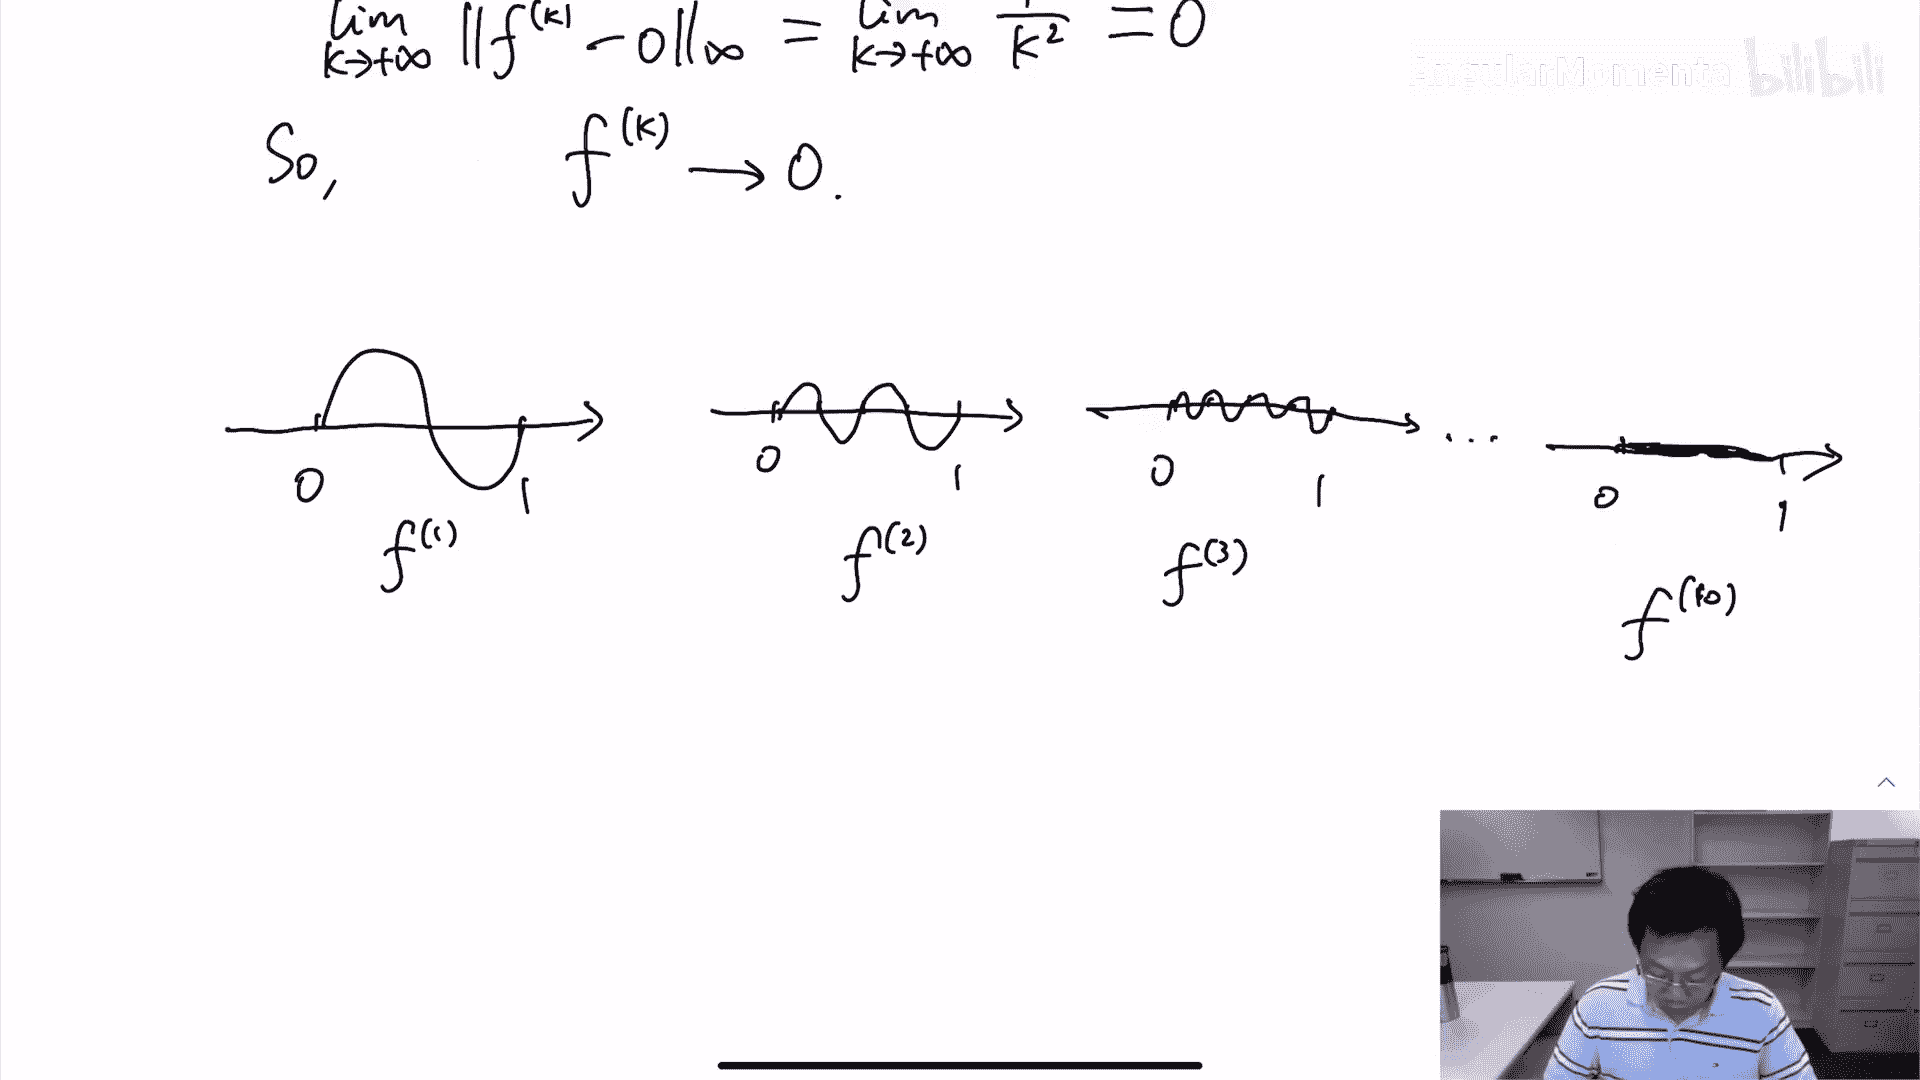 lim k→+∞ ||f^(k) - 0||_∞ = lim k→+∞ 1/k² = 0
AngularMomenta bilibili
So, f^(k) → 0.
0 1 0 1 0 1 ... 0 1
f^(1) f^(2) f^(3) f^(10)